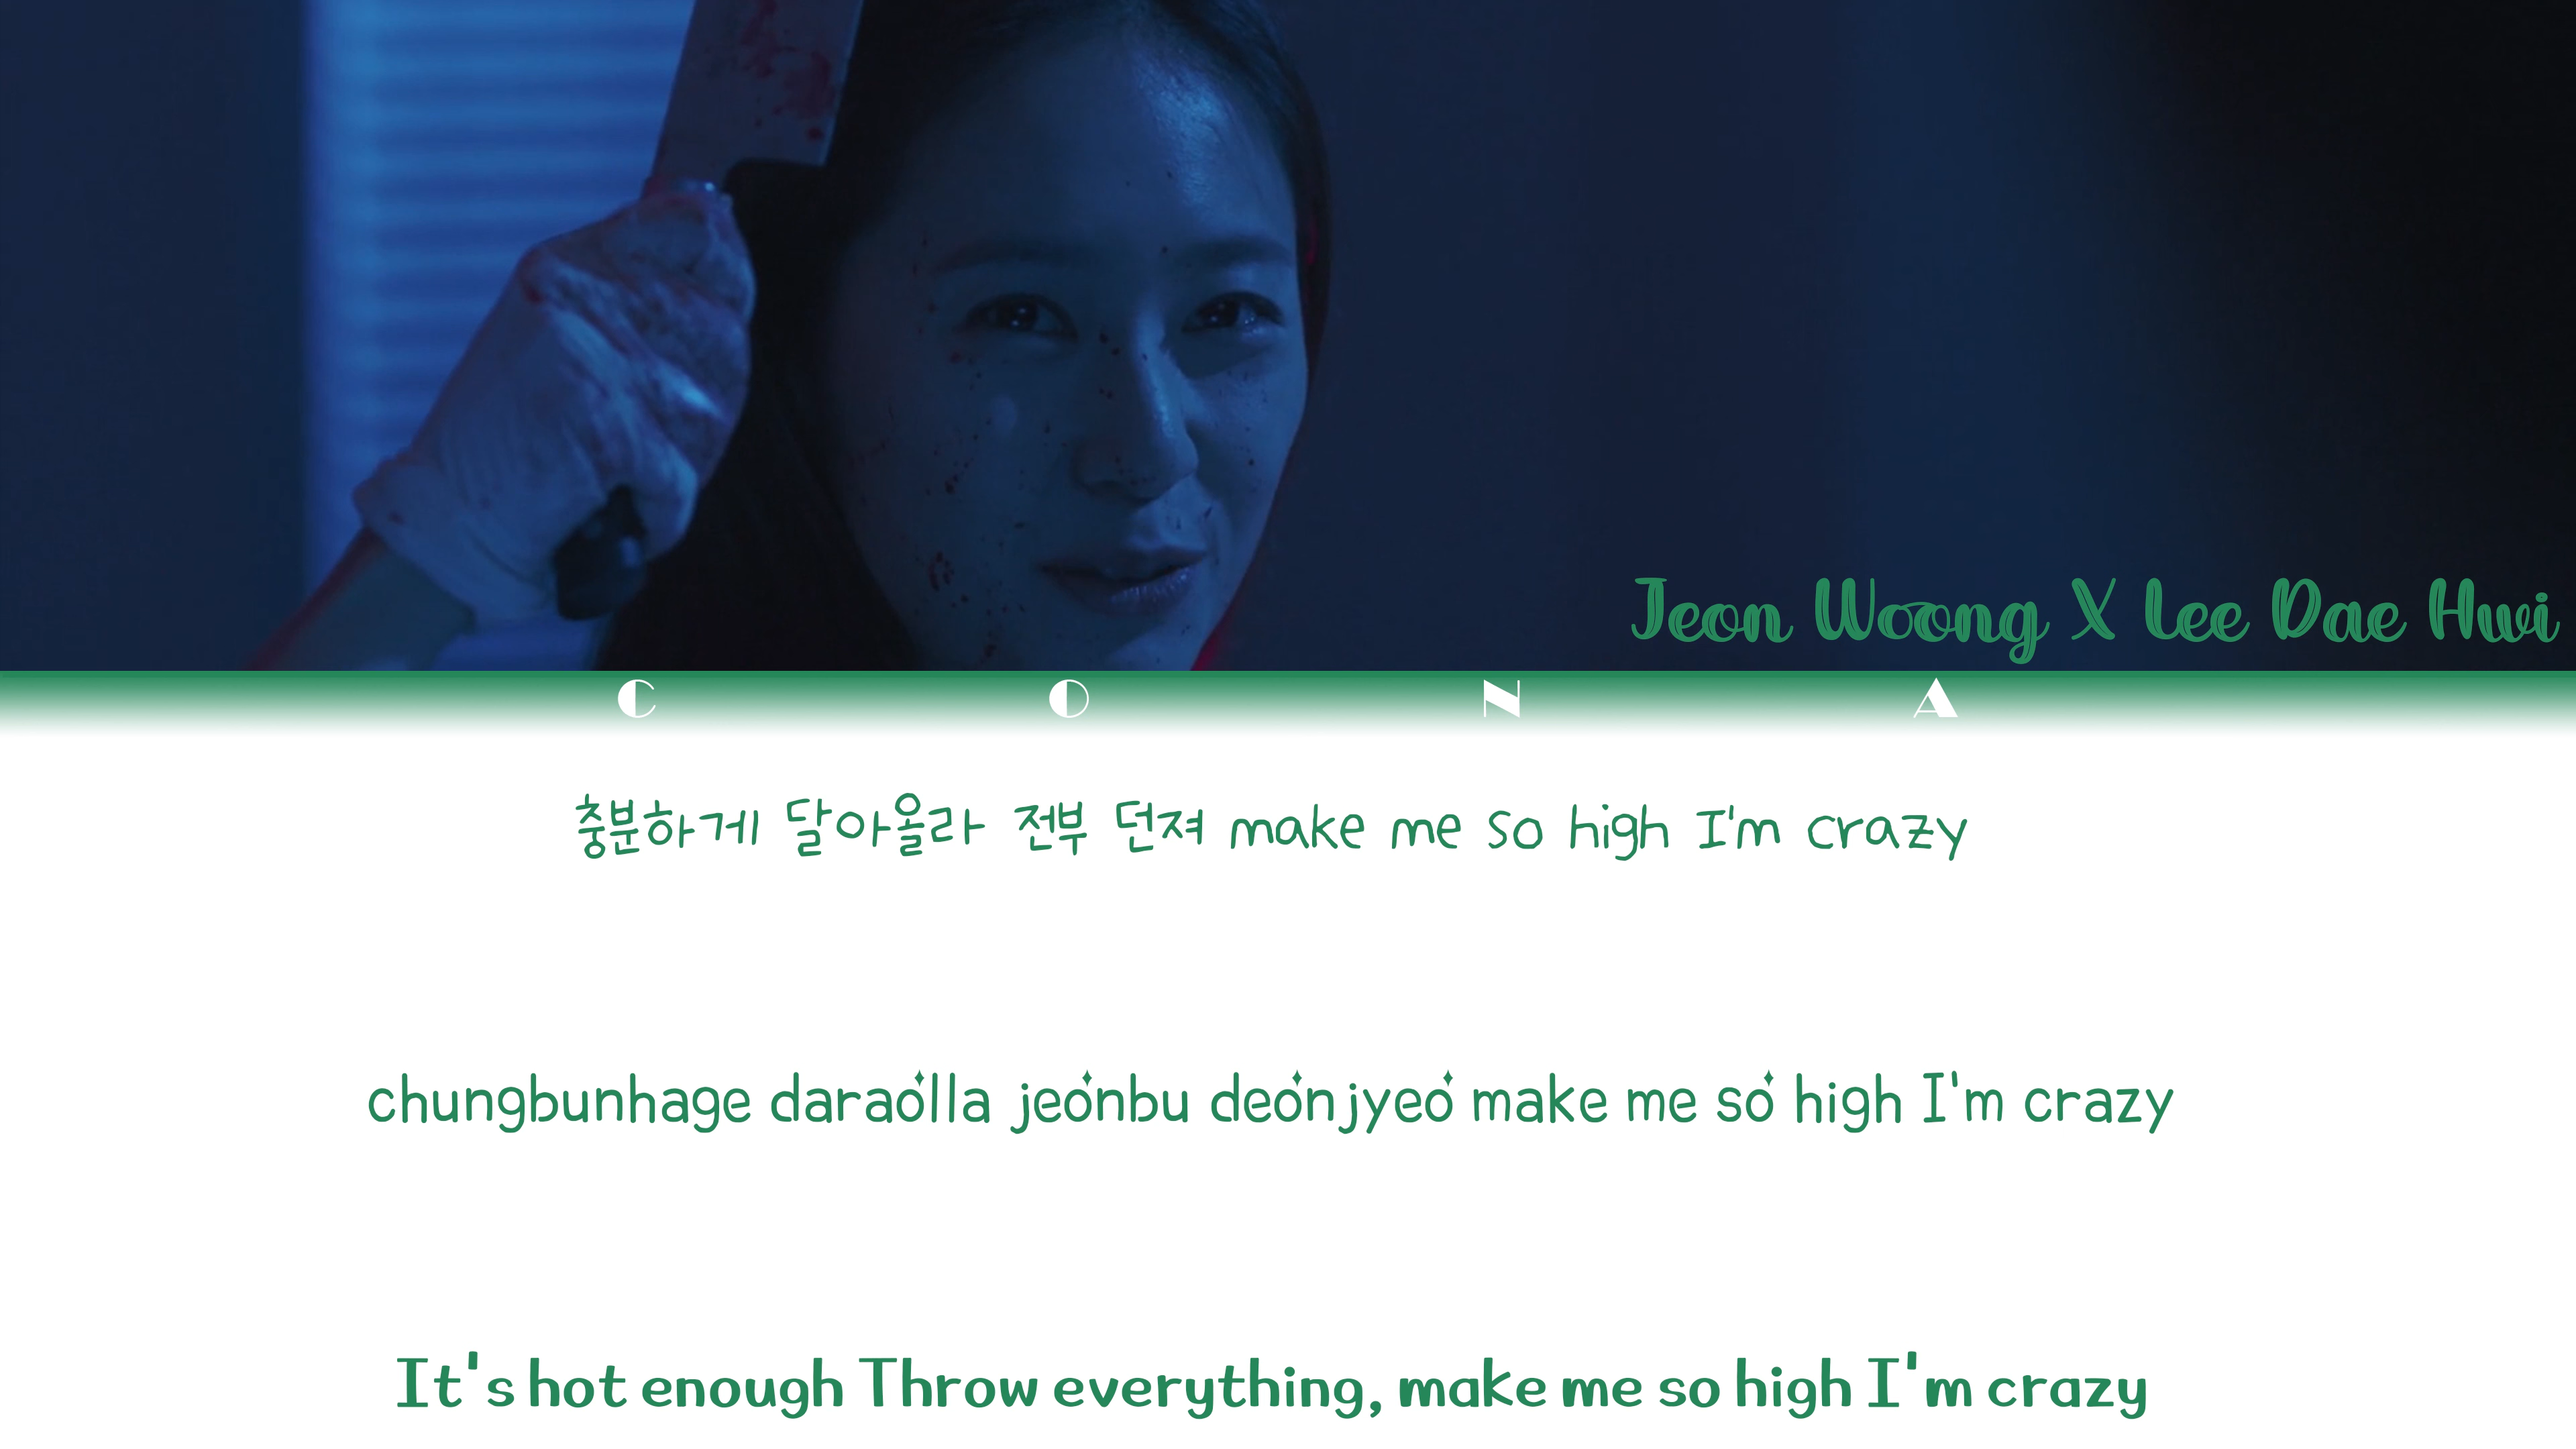 Jeon Woong X Lee Dae Hwi
C O N A
충분하게 달아올라 전부 던져 make me so high I'm crazy
chungbunhage daraolla jeonbu deonjyeo make me so high I'm crazy
It's hot enough Throw everything, make me so high I'm crazy